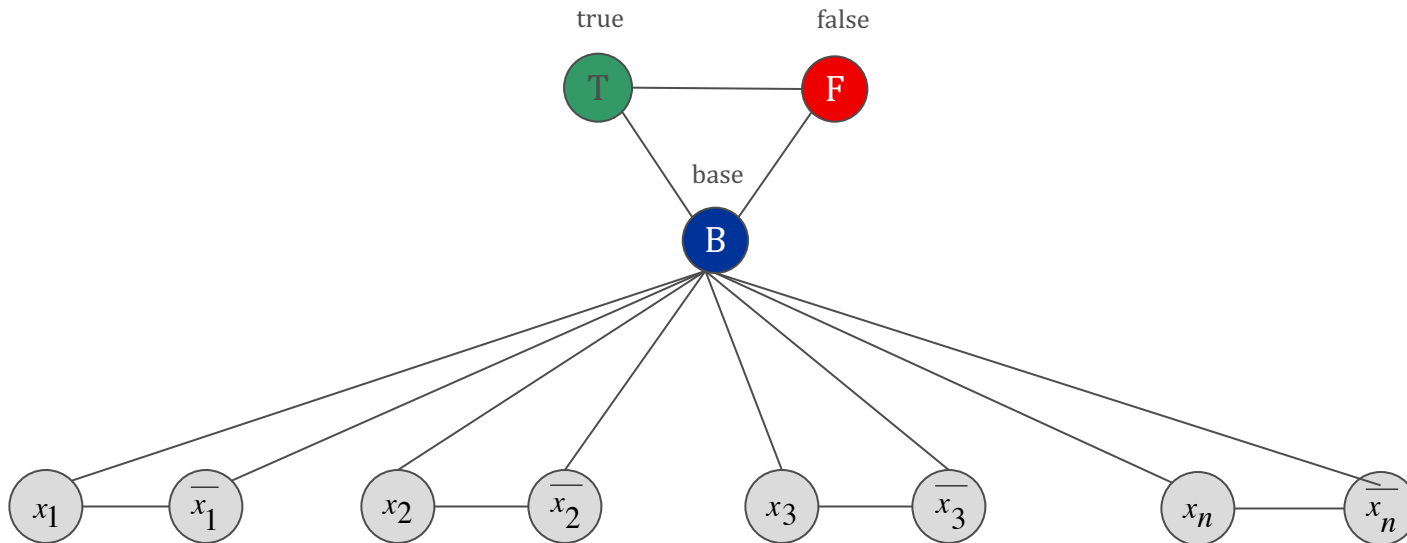 true false
T F
base
B
x₁ x̅₁ x₂ x̅₂ x₃ x̅₃ xₙ x̅ₙ